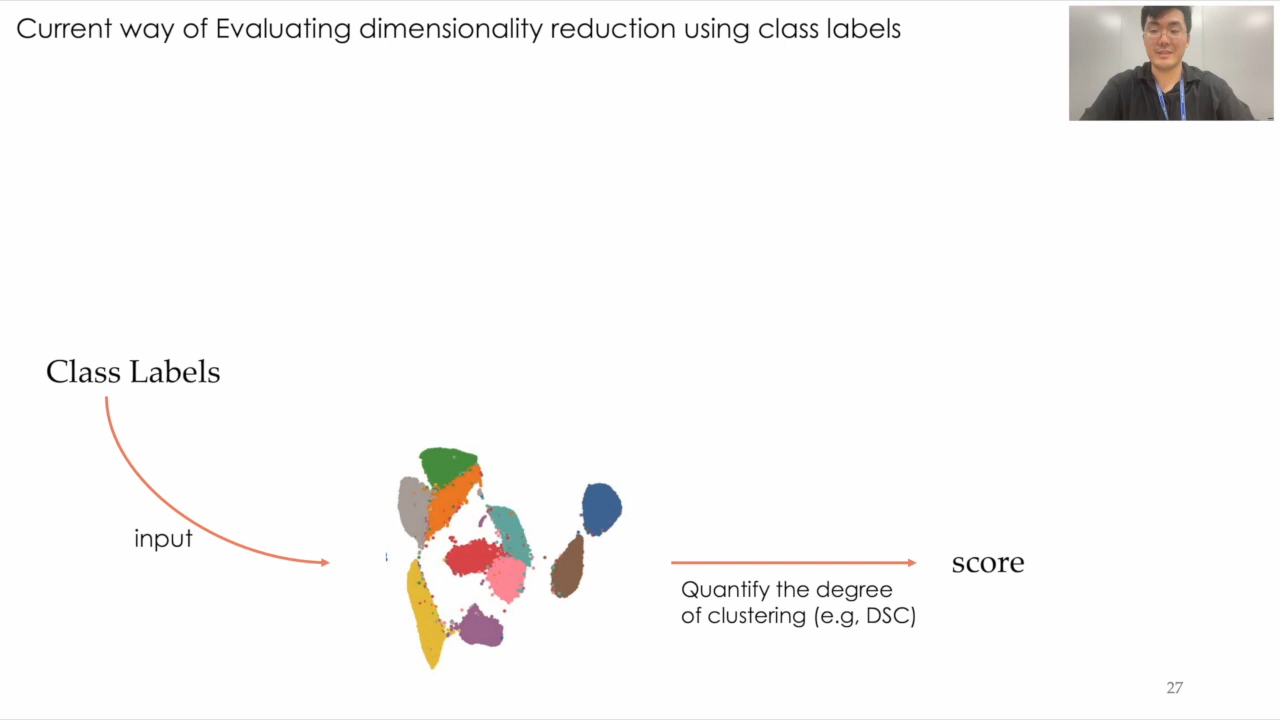 Current way of Evaluating dimensionality reduction using class labels
Class Labels
input
Quantify the degree
of clustering (e.g, DSC)
score
27